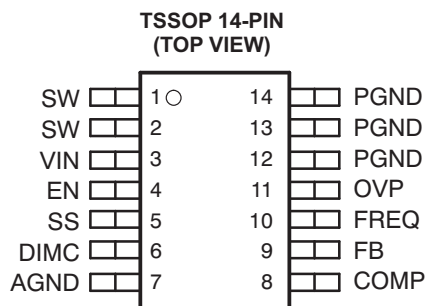 TSSOP 14-PIN
(TOP VIEW)
SW 1 14 PGND
SW 2 13 PGND
VIN 3 12 PGND
EN 4 11 OVP
SS 5 10 FREQ
DIMC 6 9 FB
AGND 7 8 COMP